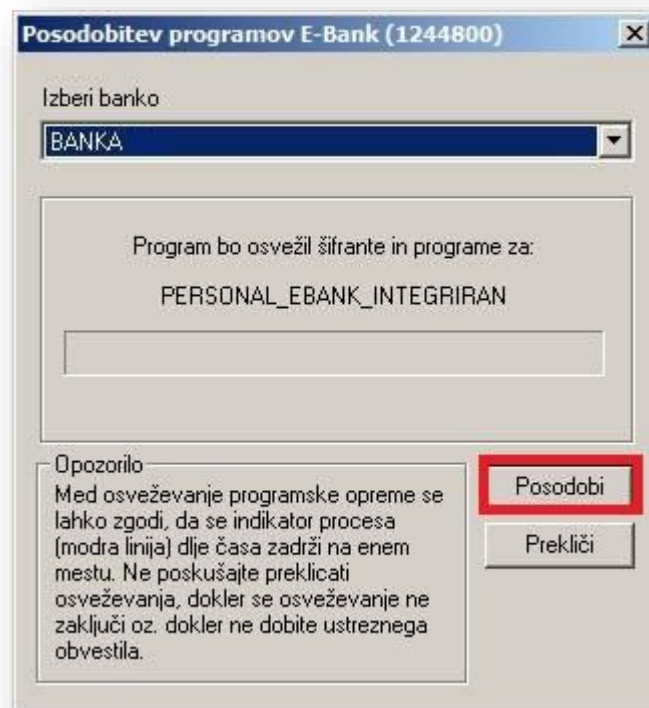 Posodobitev programov E-Bank (1244800)
Izberi banko
BANKA
Program bo osvežil šifrante in programe za:
PERSONAL_EBANK_INTEGRIRAN
Opozorilo
Med osveževanje programske opreme se
lahko zgodi, da se indikator procesa
(modra linija) dlje časa zadrži na enem
mestu. Ne poskušajte preklicati
osveževanja, dokler se osveževanje ne
zaključi oz. dokler ne dobite ustreznega
obvestila.
Posodobi
Prekliči